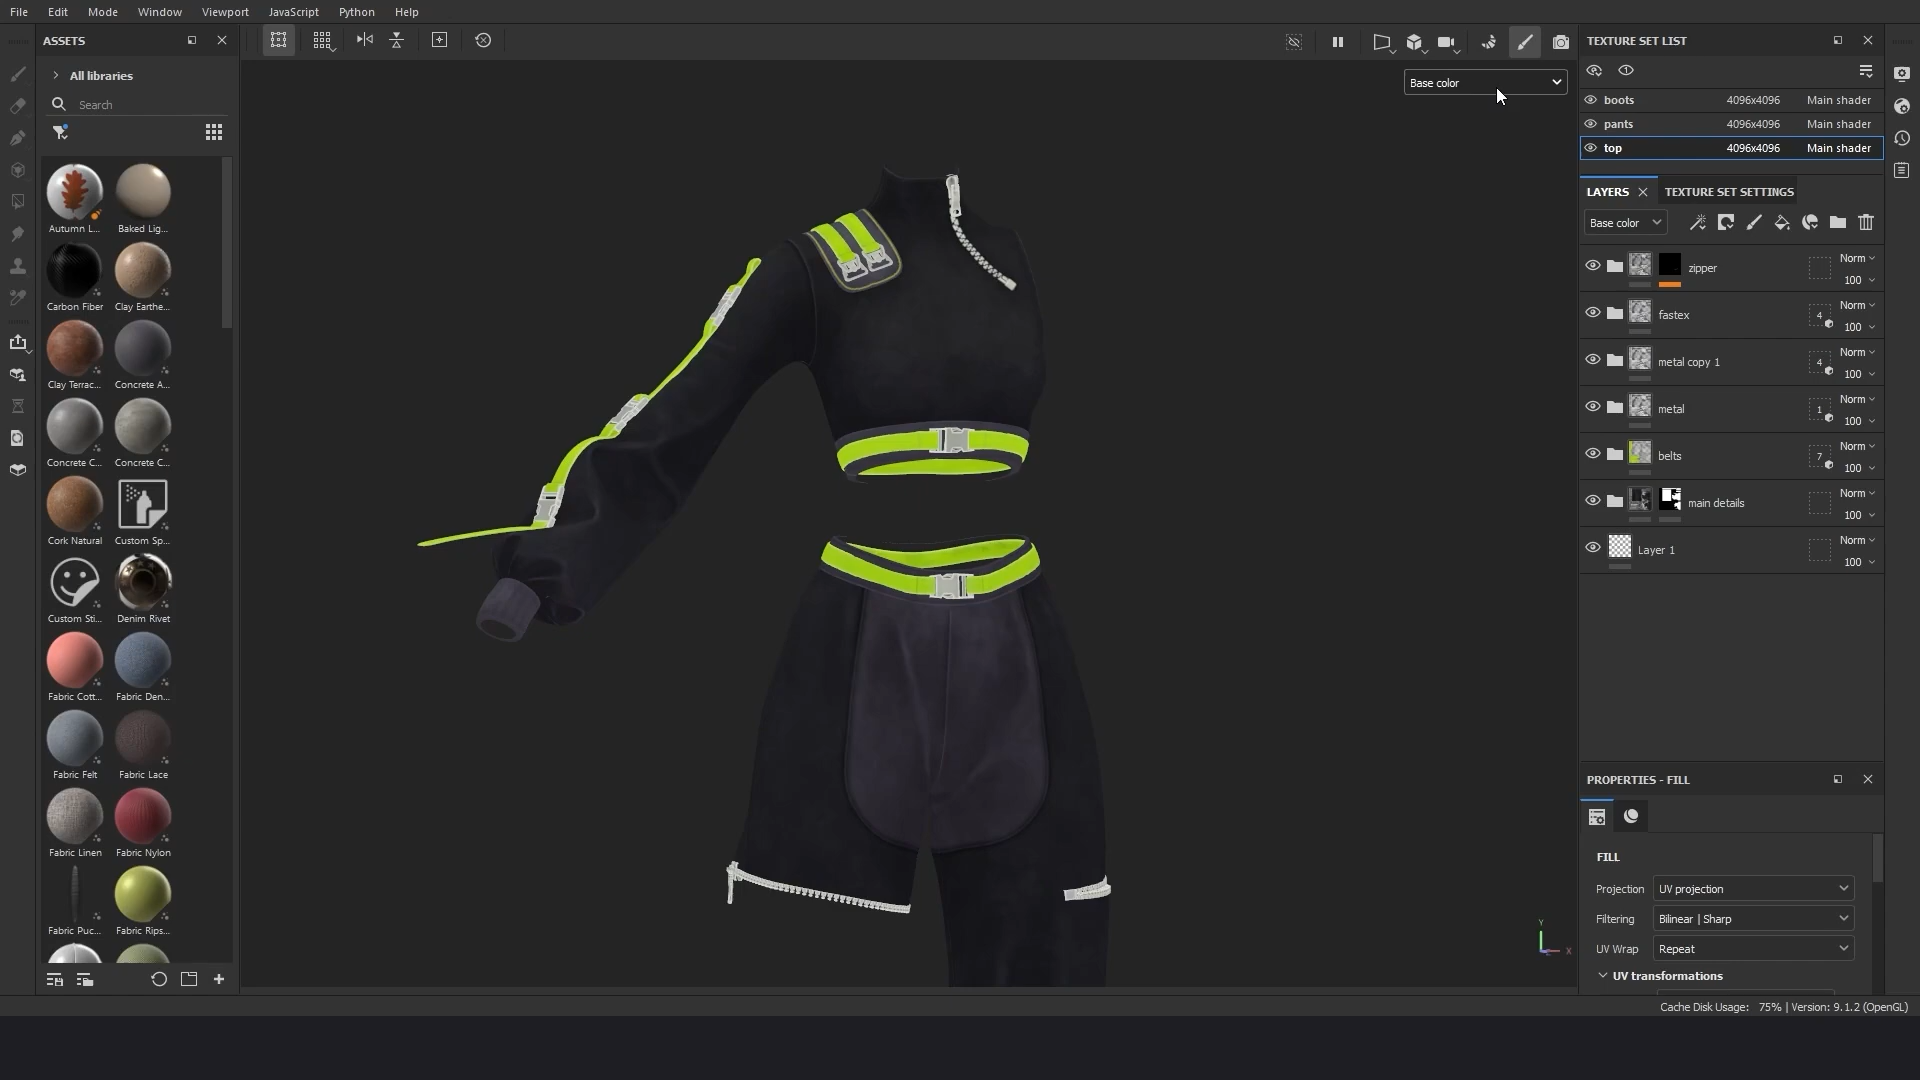 File Edit Mode Window Viewport JavaScript Python Help
ASSETS
All libraries
Search
Autumn L...
Baked Lig...
Carbon Fiber
Clay Earthe...
Clay Terrac...
Concrete A...
Concrete C...
Concrete C...
Cork Natural
Custom Sp...
Custom Sti...
Denim Rivet
Fabric Cott...
Fabric Den...
Fabric Felt
Fabric Lace
Fabric Linen
Fabric Nylon
Fabric Puc...
Fabric Rips...
Base color
Y
X
TEXTURE SET LIST
boots 4096x4096 Main shader
pants 4096x4096 Main shader
top 4096x4096 Main shader
LAYERS TEXTURE SET SETTINGS
Base color
zipper Norm
100
fastex 4 Norm
100
metal copy 1 4 Norm
100
metal 1 Norm
100
belts 7 Norm
100
main details Norm
100
Layer 1 Norm
100
PROPERTIES - FILL
FILL
Projection UV projection
Filtering Bilinear | Sharp
UV Wrap Repeat
UV transformations
Cache Disk Usage: 75% | Version: 9.1.2 (OpenGL)